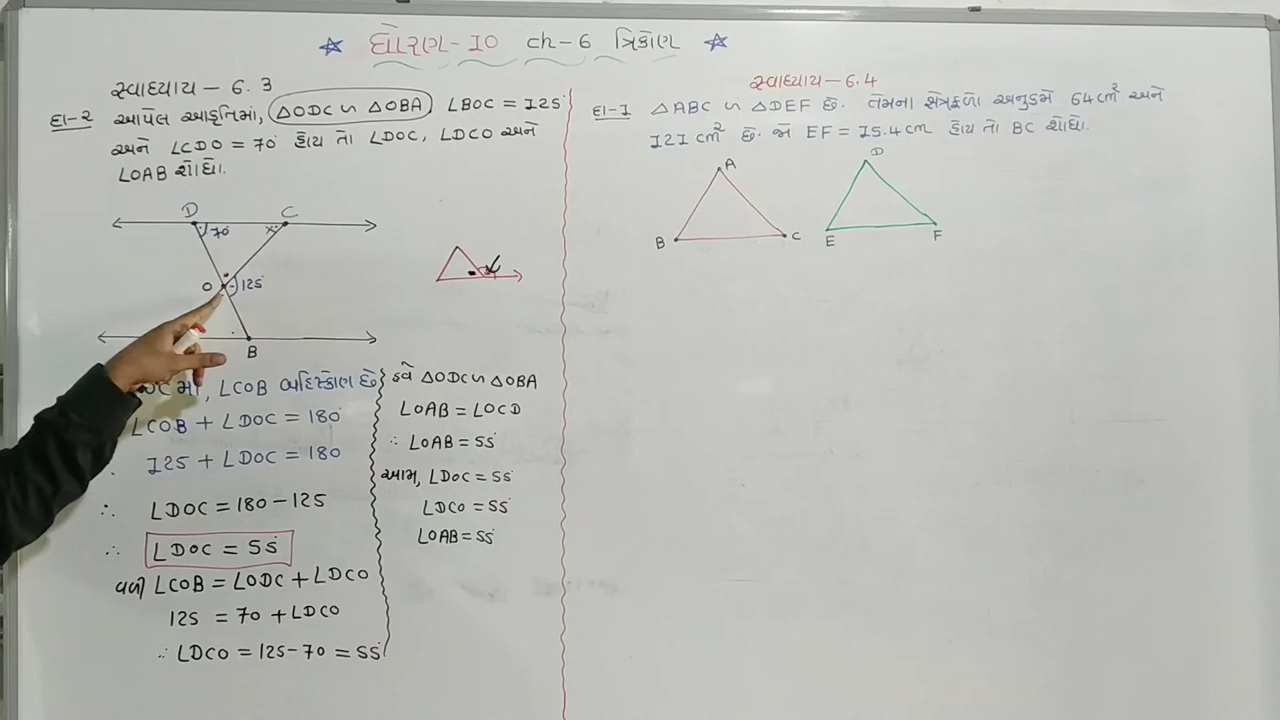 ☆ ધોરણ-10 ch-6 ત્રિકોણ ☆
સ્વાધ્યાય - 6.3
દા-2 આપેલ આકૃતિમાં, △ODC ∽ △OBA, ∠BOC = 125°
અને ∠CDO = 70° હોય તો ∠DOC, ∠DCO અને
∠OAB શોધો.
D C
70° x
O 125°
B
માં, ∠COB બહિષ્કોણ છે
∠COB + ∠DOC = 180°
∴ 125 + ∠DOC = 180
∴ ∠DOC = 180 - 125
∴ ∠DOC = 55°
વળી ∠COB = ∠ODC + ∠DCO
125 = 70 + ∠DCO
∴ ∠DCO = 125 - 70 = 55°
હવે △ODC ∽ △OBA
∠OAB = ∠OCD
∴ ∠OAB = 55°
આમ, ∠DOC = 55°
∠DCO = 55°
∠OAB = 55°
સ્વાધ્યાય - 6.4
દા-1 △ABC ∽ △DEF છે. તેમના ક્ષેત્રફળો અનુક્રમે 64 cm² અને
121 cm² છે. જો EF = 15.4 cm હોય તો BC શોધો.
A D
B C E F